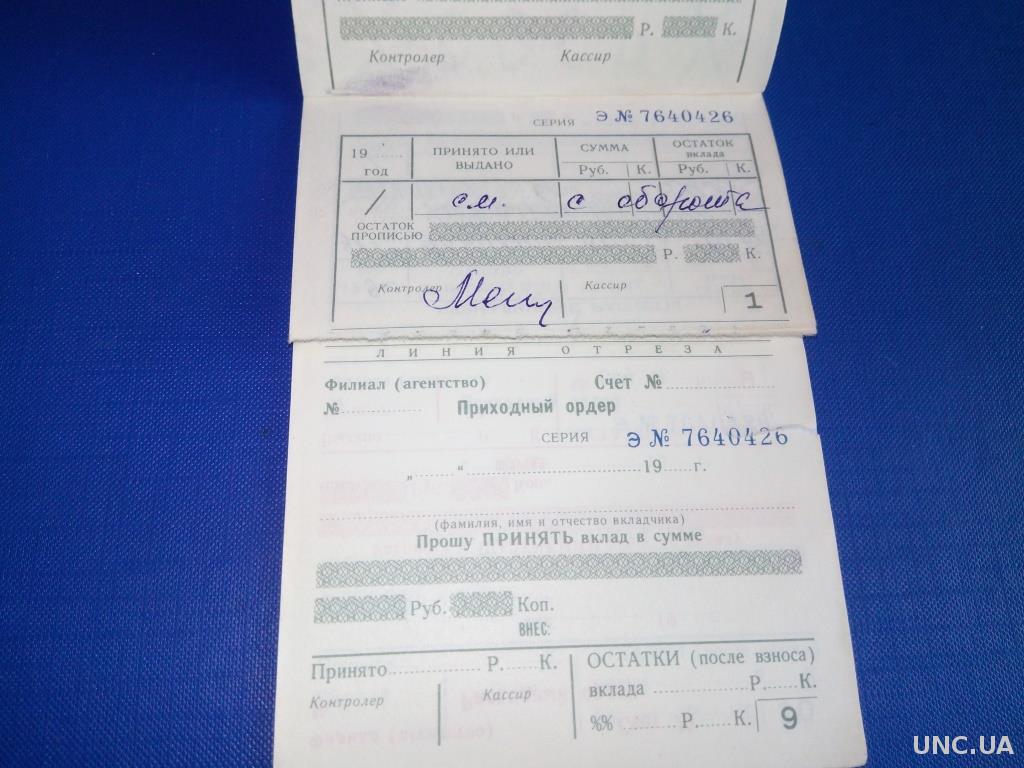 Р. К.
Контролер Кассир
СЕРИЯ Э № 7640426
19 ...... год
ПРИНЯТО ИЛИ ВЫДАНО
СУММА
Руб. К.
ОСТАТОК вклада
Руб. К.
/ см. с оборота
ОСТАТОК ПРОПИСЬЮ
Р. К.
Контролер Кассир
1
ЛИНИЯ ОТРЕЗА
Филиал (агентство) Счет № ............
№ ............ Приходный ордер
СЕРИЯ Э № 7640426
„ ...... “ ........................ 19 ...... г.
(фамилия, имя и отчество вкладчика)
Прошу ПРИНЯТЬ вклад в сумме
Руб. Коп.
ВНЕС:
Принято ............ Р. ...... К.
Контролер Кассир
ОСТАТКИ (после взноса)
вклада ............ Р. ...... К.
%% ............ Р. ...... К.
9
UNC.UA